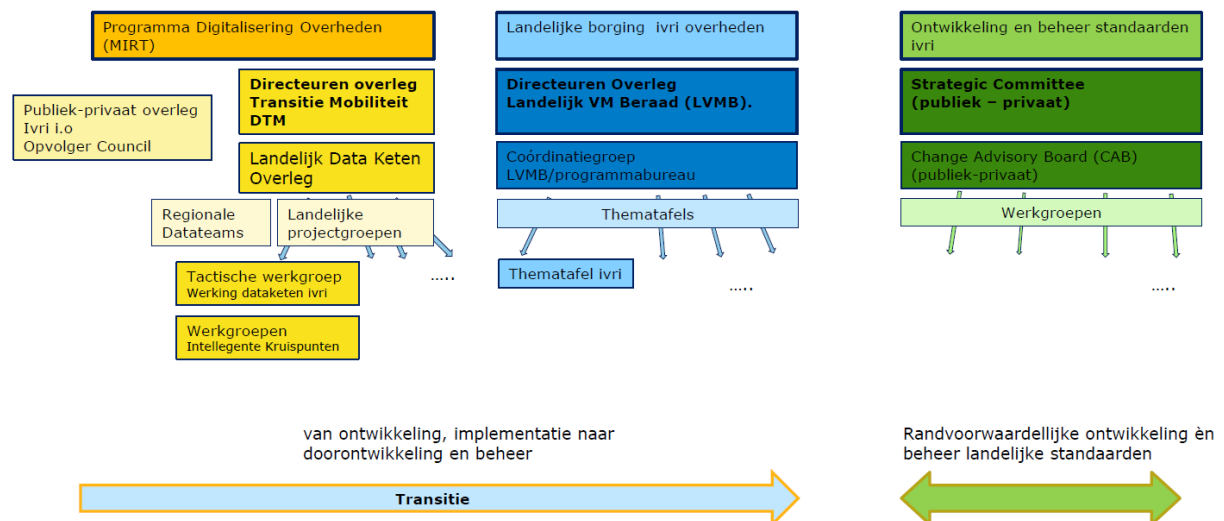 Programma Digitalisering Overheden
(MIRT)
Directeuren overleg
Transitie Mobiliteit
DTM
Publiek-privaat overleg
Ivri i.o
Opvolger Council
Landelijk Data Keten
Overleg
Regionale
Datateams
Landelijke
projectgroepen
Tactische werkgroep
Werking dataketen ivri
…..
Werkgroepen
Intellegente Kruispunten
Landelijke borging ivri overheden
Directeuren Overleg
Landelijk VM Beraad (LVMB).
Coórdinatiegroep
LVMB/programmabureau
Thematafels
Thematafel ivri
…..
Ontwikkeling en beheer standaarden
ivri
Strategic Committee
(publiek – privaat)
Change Advisory Board (CAB)
(publiek-privaat)
Werkgroepen
…..
van ontwikkeling, implementatie naar
doorontwikkeling en beheer
Transitie
Randvoorwaardellijke ontwikkeling èn
beheer landelijke standaarden